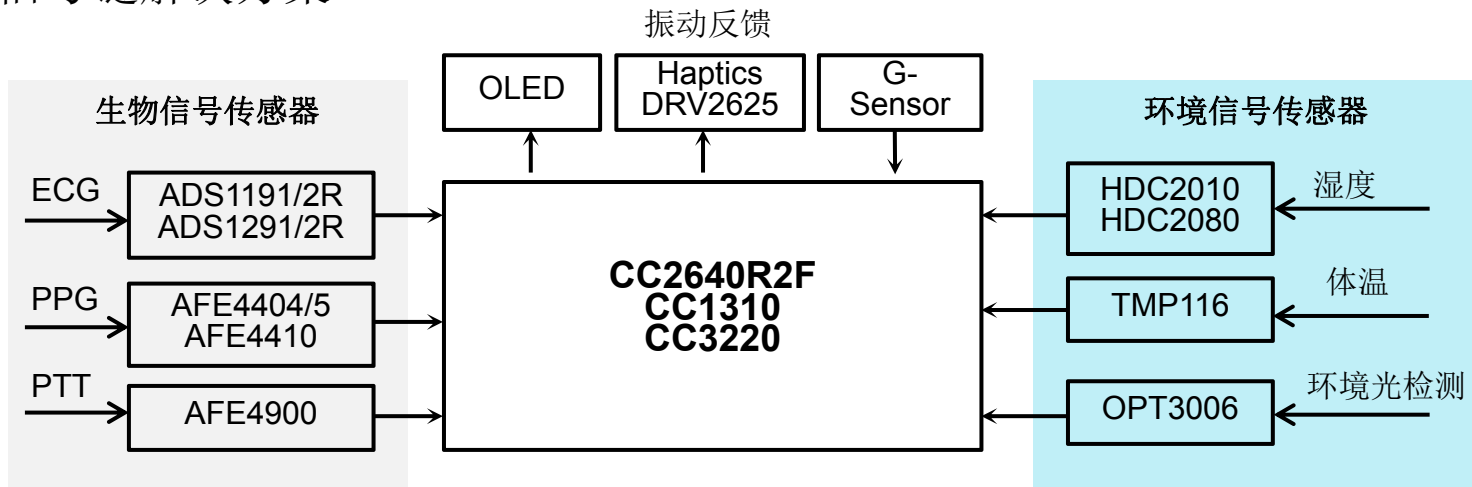 振动反馈
OLED
Haptics
DRV2625
G-
Sensor
生物信号传感器
ECG
ADS1191/2R
ADS1291/2R
PPG
AFE4404/5
AFE4410
PTT
AFE4900
CC2640R2F
CC1310
CC3220
环境信号传感器
HDC2010
HDC2080
湿度
TMP116
体温
OPT3006
环境光检测